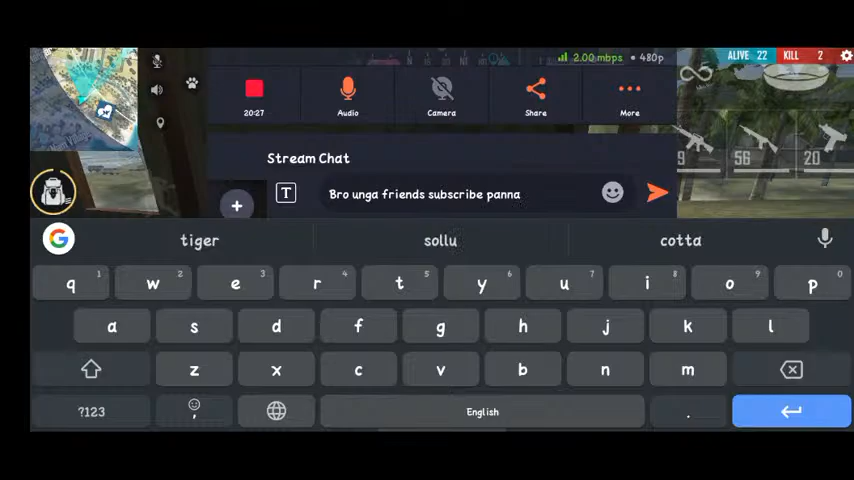 2.00 mbps 480p
ALIVE 22 KILL 2
20:27 Audio Camera Share More
9 56 20
Stream Chat
T Bro unga friends subscribe panna
tiger sollu cotta
q 1 w 2 e 3 r 4 t 5 y 6 u 7 i 8 o 9 p 0
a s d f g h j k l
z x c v b n m
?123 , English .